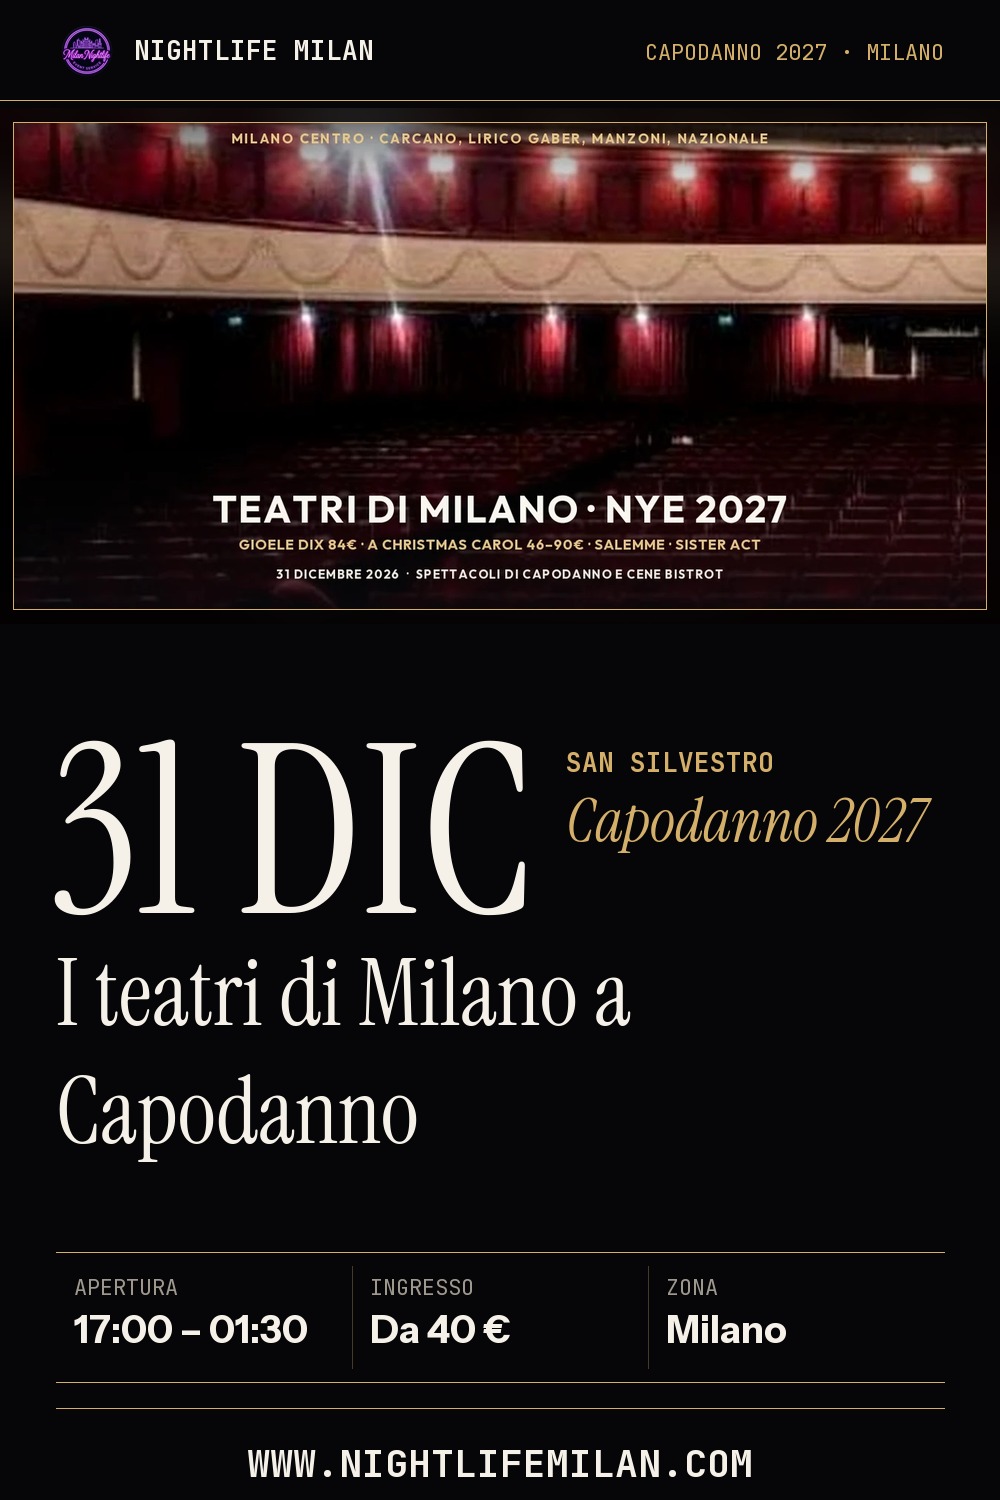 Milan Nightlife
NIGHTLIFE MILAN
CAPODANNO 2027 · MILANO
MILANO CENTRO · CARCANO, LIRICO GABER, MANZONI, NAZIONALE
TEATRI DI MILANO · NYE 2027
GIOELE DIX 84€ · A CHRISTMAS CAROL 46–90€ · SALEMME · SISTER ACT
31 DICEMBRE 2026 · SPETTACOLI DI CAPODANNO E CENE BISTROT
31 DIC
SAN SILVESTRO
Capodanno 2027
I teatri di Milano a
Capodanno
APERTURA
17:00 – 01:30
INGRESSO
Da 40 €
ZONA
Milano
WWW.NIGHTLIFEMILAN.COM